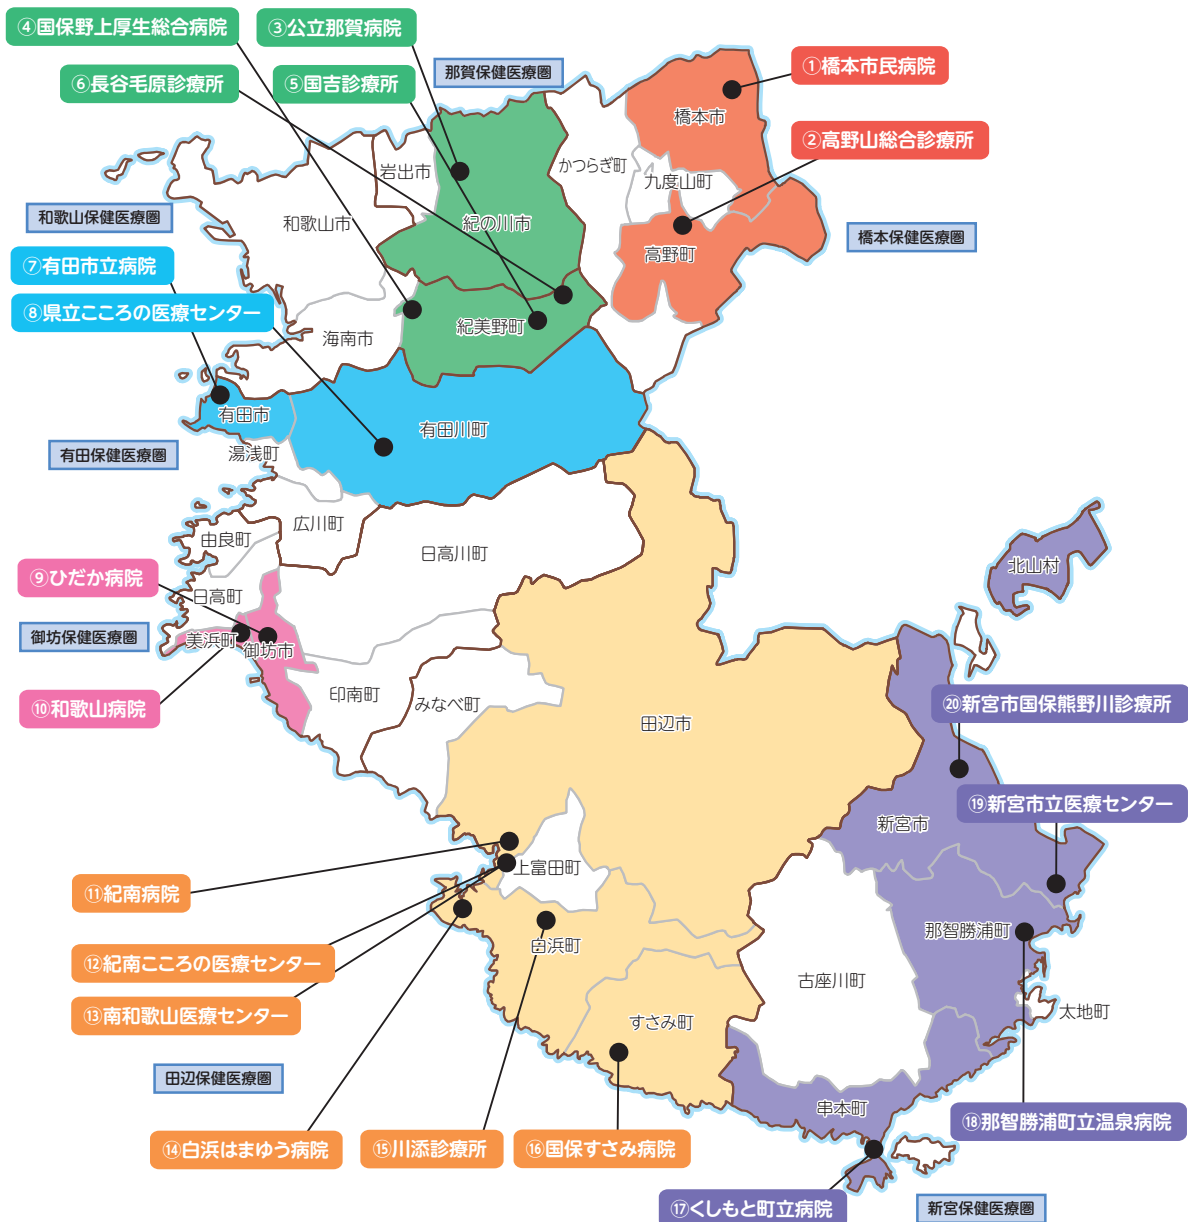 ④国保野上厚生総合病院
③公立那賀病院
⑥長谷毛原診療所
⑤国吉診療所
那賀保健医療圏
①橋本市民病院
橋本市
②高野山総合診療所
岩出市
かつらぎ町
九度山町
和歌山保健医療圏
和歌山市
紀の川市
高野町
橋本保健医療圏
⑦有田市立病院
⑧県立こころの医療センター
海南市
紀美野町
有田市
有田川町
有田保健医療圏
湯浅町
広川町
由良町
日高川町
北山村
⑨ひだか病院
日高町
御坊保健医療圏
美浜町
御坊市
⑩和歌山病院
印南町
みなべ町
田辺市
⑳新宮市国保熊野川診療所
⑲新宮市立医療センター
新宮市
上富田町
⑪紀南病院
那智勝浦町
白浜町
⑫紀南こころの医療センター
古座川町
太地町
⑬南和歌山医療センター
すさみ町
田辺保健医療圏
串本町
⑱那智勝浦町立温泉病院
⑭白浜はまゆう病院
⑮川添診療所
⑯国保すさみ病院
⑰くしもと町立病院
新宮保健医療圏